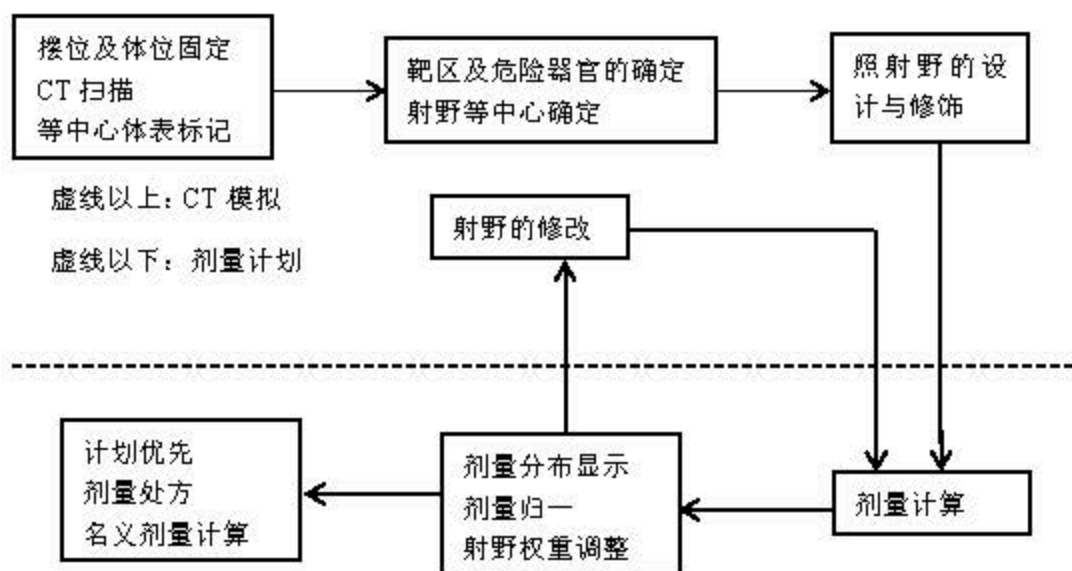 摆位及体位固定
CT 扫描
等中心体表标记
靶区及危险器官的确定
射野等中心确定
照射野的设
计与修饰
虚线以上：CT 模拟
虚线以下：剂量计划
射野的修改
计划优先
剂量处方
名义剂量计算
剂量分布显示
剂量归一
射野权重调整
剂量计算